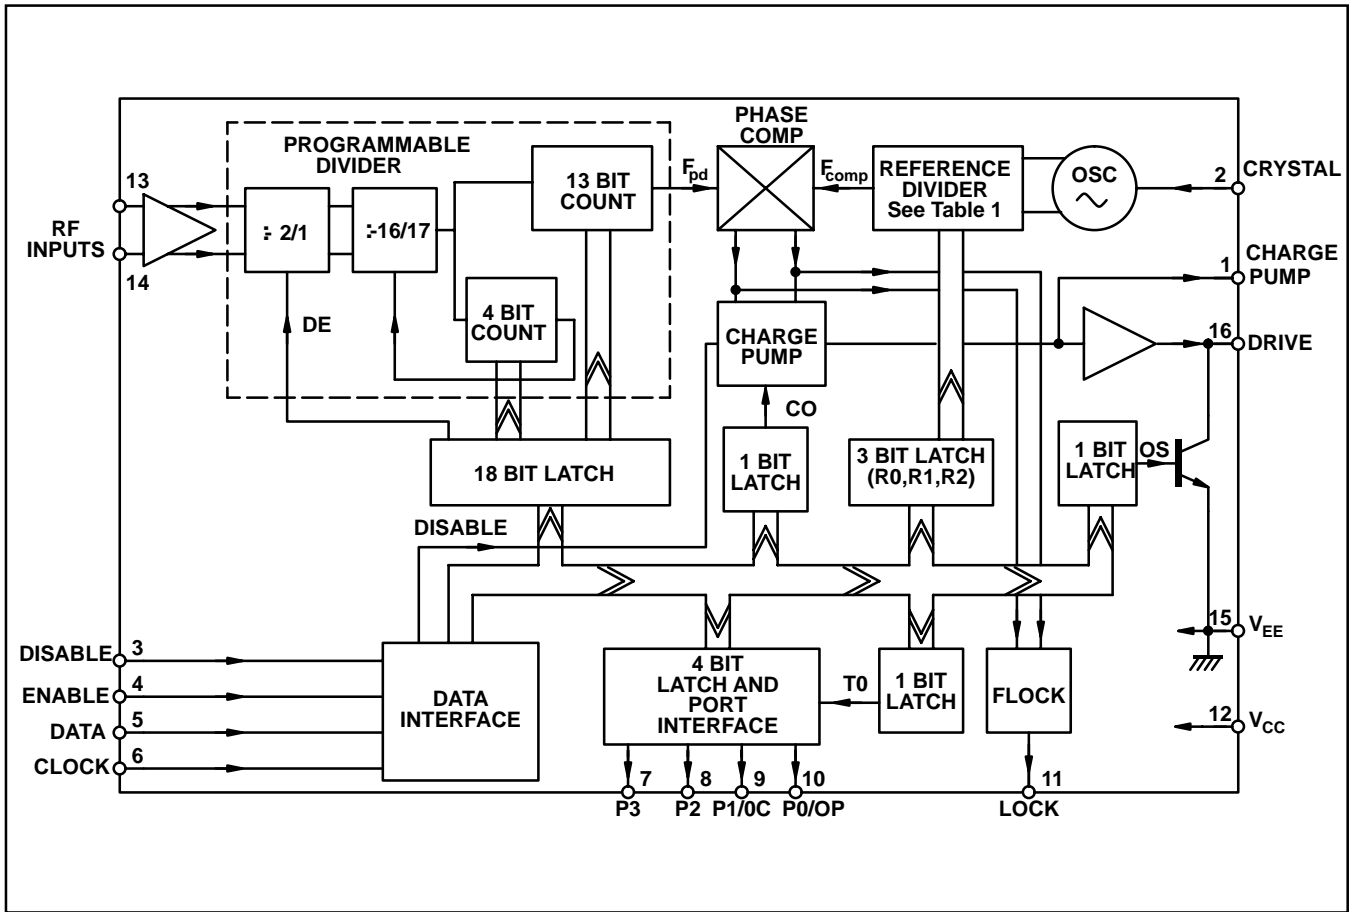 PHASE
COMP
PROGRAMMABLE
DIVIDER
13
RF
INPUTS
14
÷ 2/1
÷16/17
13 BIT
COUNT
4 BIT
COUNT
DE
Fpd
Fcomp
REFERENCE
DIVIDER
See Table 1
OSC
2
CRYSTAL
1
CHARGE
PUMP
16
DRIVE
CHARGE
PUMP
CO
18 BIT LATCH
1 BIT
LATCH
3 BIT LATCH
(R0,R1,R2)
1 BIT
LATCH
OS
DISABLE
15
VEE
12
VCC
DISABLE
3
ENABLE
4
DATA
5
CLOCK
6
DATA
INTERFACE
4 BIT
LATCH AND
PORT
INTERFACE
T0
1 BIT
LATCH
FLOCK
7
8
9
10
11
P3
P2
P1/0C
P0/OP
LOCK